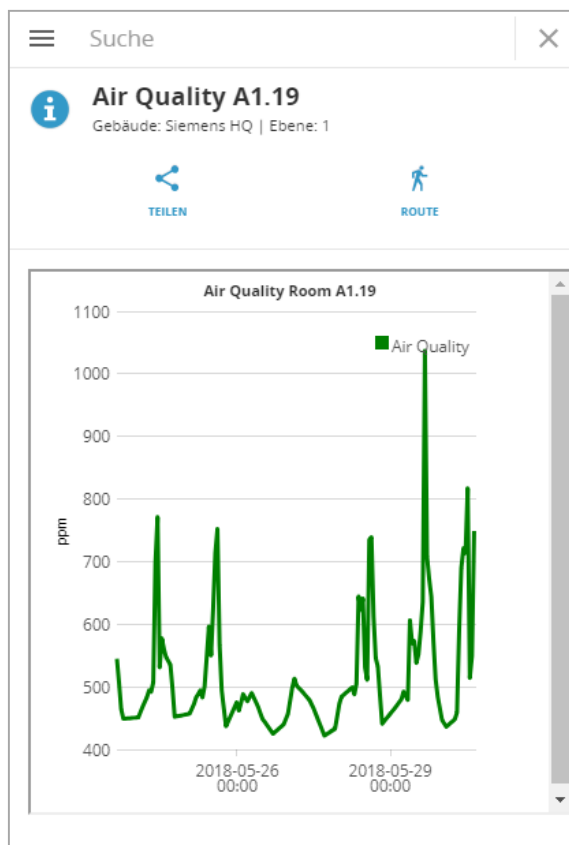 Suche
Air Quality A1.19
Gebäude: Siemens HQ | Ebene: 1
TEILEN
ROUTE
Air Quality Room A1.19
1100
Air Quality
1000
900
800
700
ppm
600
500
400
2018-05-26 2018-05-29
00:00 00:00